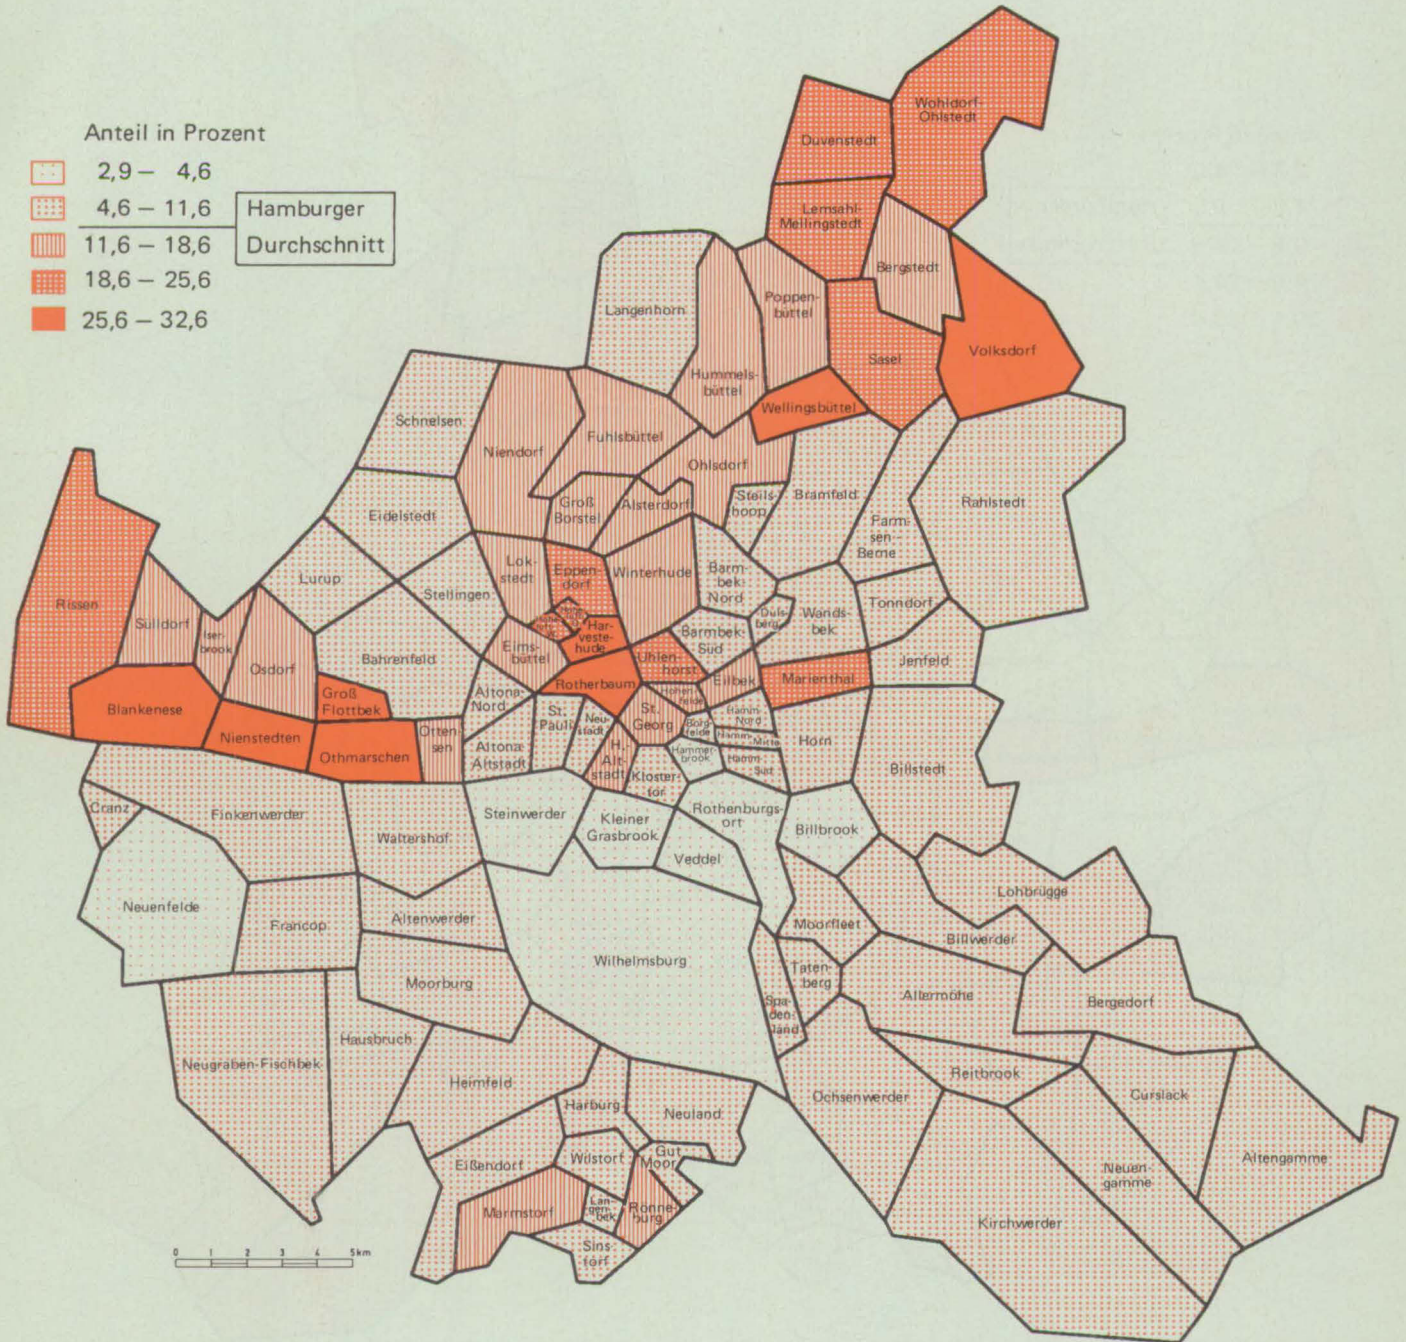 Anteil in Prozent
2,9 — 4,6
4,6 — 11,6
11,6 — 18,6
18,6 — 25,6
25,6 — 32,6
Hamburger
Durchschnitt
Wohldorf-
Ohlstedt
Duvenstedt
Lemsahl-
Mellingstedt
Bergstedt
Poppen-
büttel
Langenhorn
Hummels-
büttel
Sasel
Volksdorf
Wellingsbüttel
Schnelsen
Niendorf
Fuhlsbüttel
Ohlsdorf
Groß
Borstel
Alsterdorf
Steils-
hoop
Bramfeld
Farm-
sen-
Berne
Rahlstedt
Eidelstedt
Lurup
Stellingen
Lok-
stedt
Eppen-
dorf
Winterhude
Barm-
bek-
Nord
Duls-
berg
Wands-
bek
Tonndorf
Jenfeld
Rissen
Sülldorf
Iser-
brook
Osdorf
Bahrenfeld
Eims-
büttel
Har-
veste-
hude
Barmbek-
Süd
Uhlen-
horst
Eilbek
Marienthal
Blankenese
Groß
Flottbek
Nienstedten
Othmarschen
Otten-
sen
Altona-
Nord
Altona-
Altstadt
St.
Pauli
Neu-
stadt
Rotherbaum
St.
Georg
Hohen-
felde
Borg-
felde
Hamm-
Nord
Hamm-
Mitte
Hamm-
Süd
Hammer-
brook
H.
Alt-
stadt
Kloster-
tor
Horn
Billstedt
Cranz
Finkenwerder
Waltershof
Steinwerder
Kleiner
Grasbrook
Rothenburgs-
ort
Veddel
Billbrook
Neuenfelde
Francop
Altenwerder
Moorburg
Wilhelmsburg
Moorfleet
Billwerder
Lohbrügge
Taten-
berg
Spa-
den-
land
Allermöhe
Bergedorf
Neugraben-Fischbek
Hausbruch
Heimfeld
Harburg
Neuland
Gut
Moor
Wilstorf
Eißendorf
Marmstorf
Lan-
gen-
bek
Rönne-
burg
Sins-
torf
Ochsenwerder
Reitbrook
Curslack
Neuen-
gamme
Altengamme
Kirchwerder
0 1 2 3 4 5km